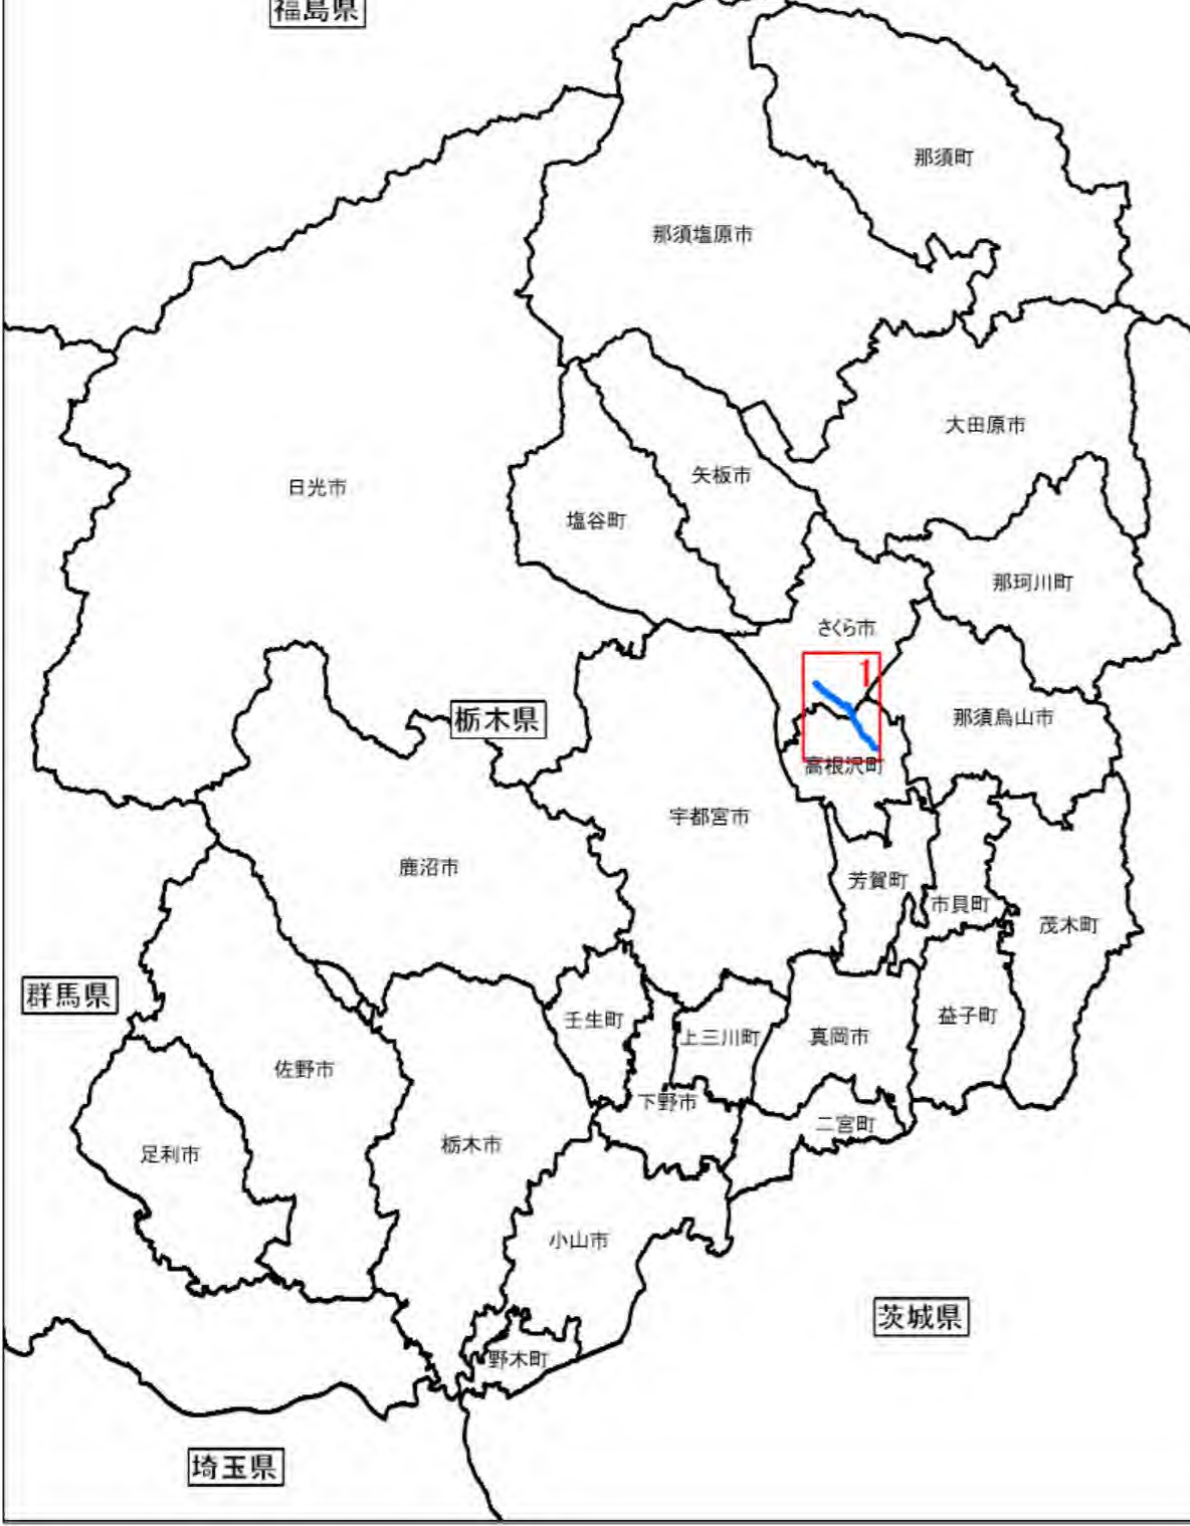 福島県
那須町
那須塩原市
大田原市
矢板市
日光市
塩谷町
那珂川町
さくら市
1
那須烏山市
栃木県
高根沢町
宇都宮市
鹿沼市
芳賀町
市貝町
茂木町
群馬県
益子町
壬生町
上三川町
真岡市
佐野市
下野市
二宮町
栃木市
足利市
小山市
茨城県
野木町
埼玉県